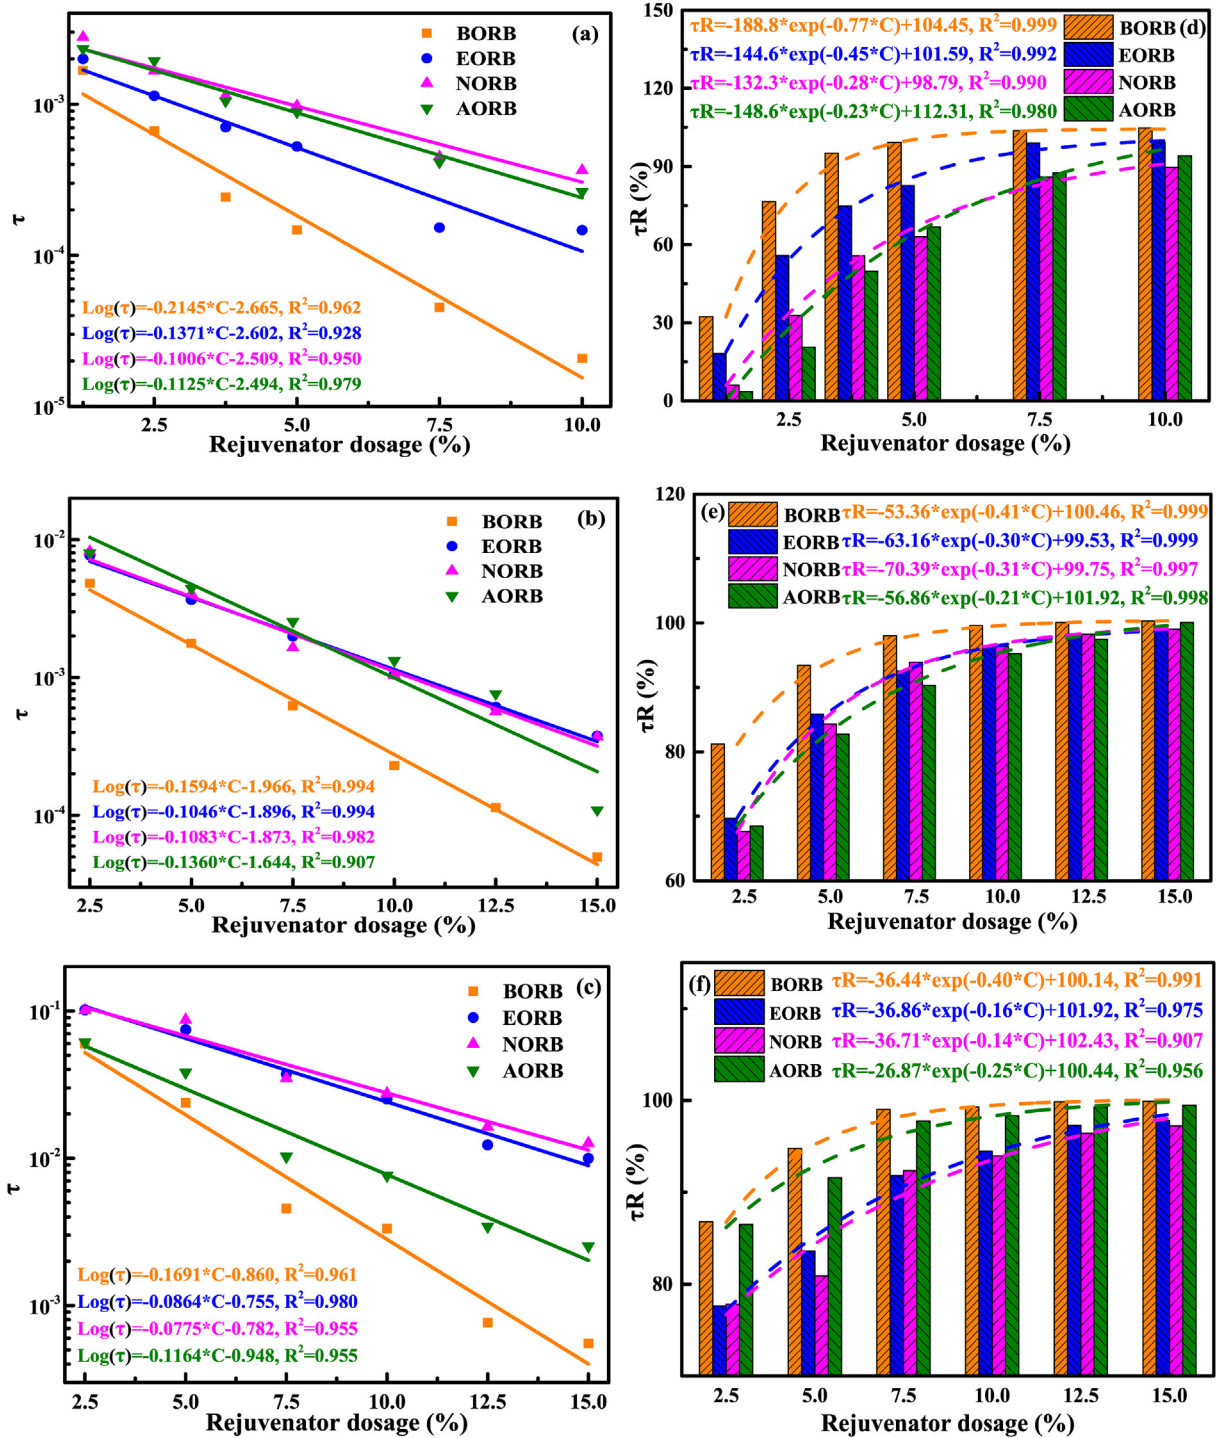 (a)
BORB
EORB
NORB
AORB
10⁻³
10⁻⁴
10⁻⁵
τ
Log(τ)=-0.2145*C-2.665, R²=0.962
Log(τ)=-0.1371*C-2.602, R²=0.928
Log(τ)=-0.1006*C-2.509, R²=0.950
Log(τ)=-0.1125*C-2.494, R²=0.979
2.5 5.0 7.5 10.0
Rejuvenator dosage (%)
(d)
τR=-188.8*exp(-0.77*C)+104.45, R²=0.999
τR=-144.6*exp(-0.45*C)+101.59, R²=0.992
τR=-132.3*exp(-0.28*C)+98.79, R²=0.990
τR=-148.6*exp(-0.23*C)+112.31, R²=0.980
BORB
EORB
NORB
AORB
150
120
90
60
30
0
τR (%)
2.5 5.0 7.5 10.0
Rejuvenator dosage (%)
(b)
BORB
EORB
NORB
AORB
10⁻²
10⁻³
10⁻⁴
τ
Log(τ)=-0.1594*C-1.966, R²=0.994
Log(τ)=-0.1046*C-1.896, R²=0.994
Log(τ)=-0.1083*C-1.873, R²=0.982
Log(τ)=-0.1360*C-1.644, R²=0.907
2.5 5.0 7.5 10.0 12.5 15.0
Rejuvenator dosage (%)
(e)
BORB τR=-53.36*exp(-0.41*C)+100.46, R²=0.999
EORB τR=-63.16*exp(-0.30*C)+99.53, R²=0.999
NORB τR=-70.39*exp(-0.31*C)+99.75, R²=0.997
AORB τR=-56.86*exp(-0.21*C)+101.92, R²=0.998
120
100
80
60
τR (%)
2.5 5.0 7.5 10.0 12.5 15.0
Rejuvenator dosage (%)
(c)
BORB
EORB
NORB
AORB
10⁻¹
10⁻²
10⁻³
τ
Log(τ)=-0.1691*C-0.860, R²=0.961
Log(τ)=-0.0864*C-0.755, R²=0.980
Log(τ)=-0.0775*C-0.782, R²=0.955
Log(τ)=-0.1164*C-0.948, R²=0.955
2.5 5.0 7.5 10.0 12.5 15.0
Rejuvenator dosage (%)
(f)
BORB τR=-36.44*exp(-0.40*C)+100.14, R²=0.991
EORB τR=-36.86*exp(-0.16*C)+101.92, R²=0.975
NORB τR=-36.71*exp(-0.14*C)+102.43, R²=0.907
AORB τR=-26.87*exp(-0.25*C)+100.44, R²=0.956
100
80
τR (%)
2.5 5.0 7.5 10.0 12.5 15.0
Rejuvenator dosage (%)